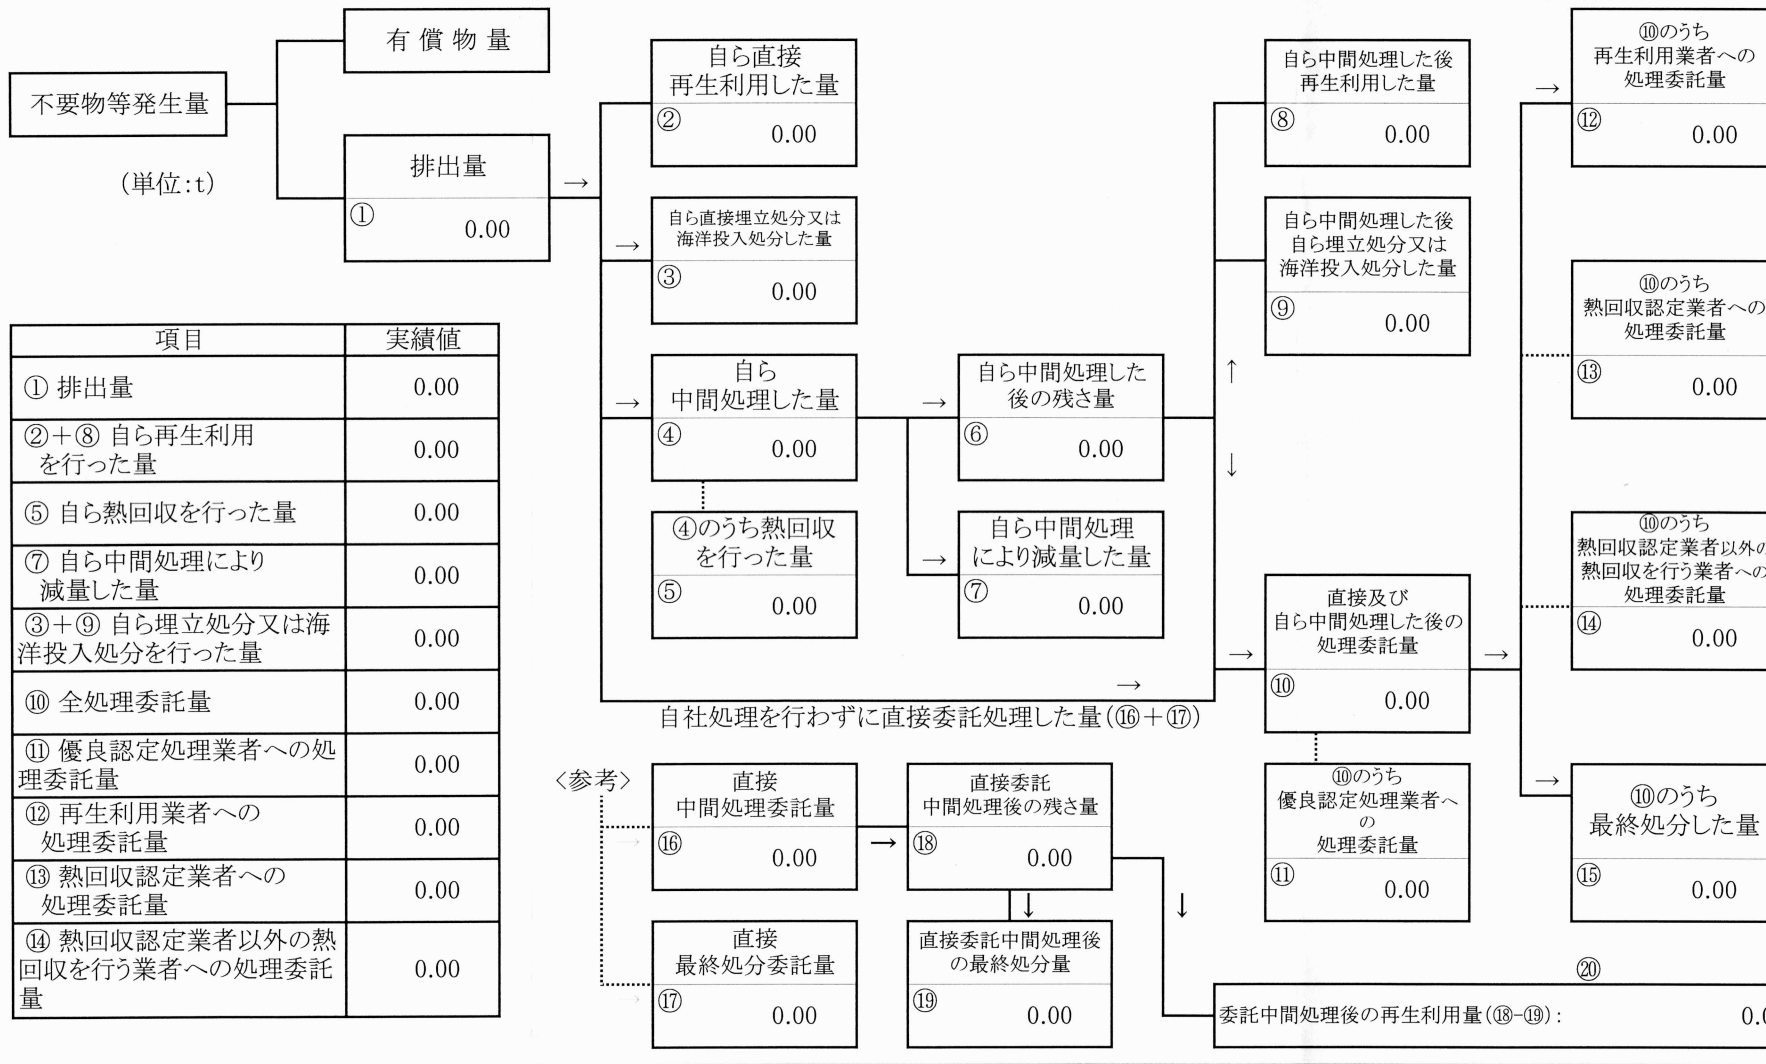 有償物量
不要物等発生量
(単位:t)
排出量
①
0.00
→
自ら直接
再生利用した量
②
0.00
→
自ら直接埋立処分又は
海洋投入処分した量
③
0.00
→
自ら
中間処理した量
④
0.00
④のうち熱回収
を行った量
⑤
0.00
→
自ら中間処理した
後の残さ量
⑥
0.00
→
自ら中間処理
により減量した量
⑦
0.00
自ら中間処理した後
再生利用した量
⑧
0.00
自ら中間処理した後
自ら埋立処分又は
海洋投入処分した量
⑨
0.00
↑
↓
→
自社処理を行わずに直接委託処理した量(⑯+⑰)
→
直接及び
自ら中間処理した後の
処理委託量
⑩
0.00
⑩のうち
優良認定処理業者へ
の
処理委託量
⑪
0.00
→
→
⑩のうち
再生利用業者への
処理委託量
⑫
0.00
⑩のうち
熱回収認定業者への
処理委託量
⑬
0.00
⑩のうち
熱回収認定業者以外の
熱回収を行う業者への
処理委託量
⑭
0.00
→
⑩のうち
最終処分した量
⑮
0.00
項目 実績値
① 排出量 0.00
②+⑧ 自ら再生利用
を行った量 0.00
⑤ 自ら熱回収を行った量 0.00
⑦ 自ら中間処理により
減量した量 0.00
③+⑨ 自ら埋立処分又は海
洋投入処分を行った量 0.00
⑩ 全処理委託量 0.00
⑪ 優良認定処理業者への処
理委託量 0.00
⑫ 再生利用業者への
処理委託量 0.00
⑬ 熱回収認定業者への
処理委託量 0.00
⑭ 熱回収認定業者以外の熱
回収を行う業者への処理委託
量 0.00
<参考>
→
直接
中間処理委託量
⑯
0.00
→
直接委託
中間処理後の残さ量
⑱
0.00
↓
↓
→
直接
最終処分委託量
⑰
0.00
直接委託中間処理後
の最終処分量
⑲
0.00
⑳
委託中間処理後の再生利用量(⑱-⑲):